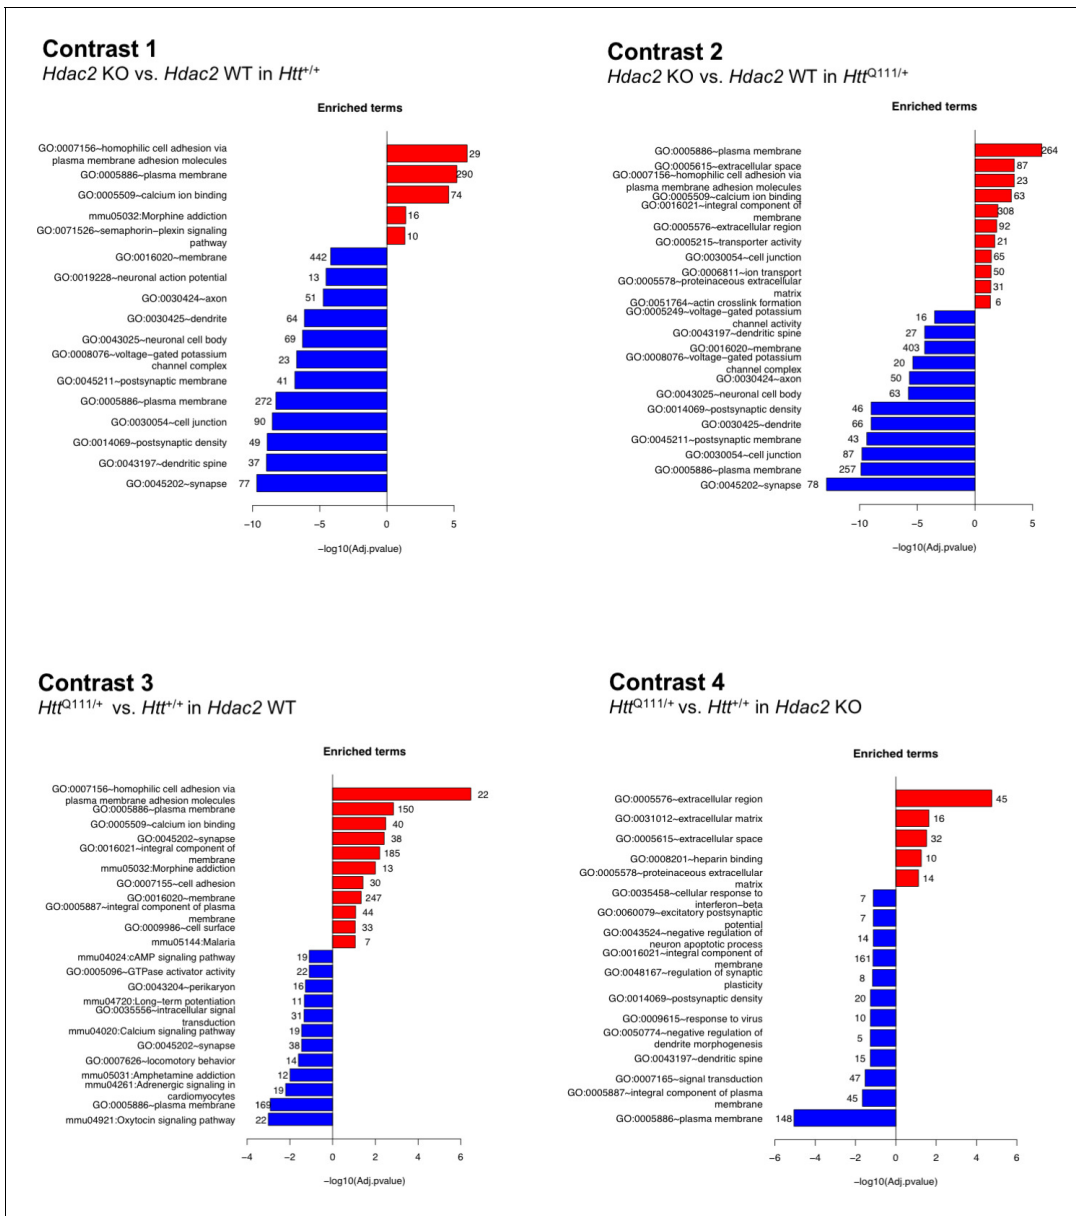 Contrast 1
Hdac2 KO vs. Hdac2 WT in Htt+/+
Enriched terms
GO:0007156~homophilic cell adhesion via
plasma membrane adhesion molecules
29
GO:0005886~plasma membrane
290
GO:0005509~calcium ion binding
74
mmu05032:Morphine addiction
16
GO:0071526~semaphorin−plexin signaling
pathway
10
GO:0016020~membrane
442
GO:0019228~neuronal action potential
13
GO:0030424~axon
51
GO:0030425~dendrite
64
GO:0043025~neuronal cell body
69
GO:0008076~voltage−gated potassium
channel complex
23
GO:0045211~postsynaptic membrane
41
GO:0005886~plasma membrane
272
GO:0030054~cell junction
90
GO:0014069~postsynaptic density
49
GO:0043197~dendritic spine
37
GO:0045202~synapse
77
−10 −5 0 5
−log10(Adj.pvalue)
Contrast 2
Hdac2 KO vs. Hdac2 WT in HttQ111/+
Enriched terms
GO:0005886~plasma membrane
264
GO:0005615~extracellular space
87
GO:0007156~homophilic cell adhesion via
plasma membrane adhesion molecules
23
GO:0005509~calcium ion binding
63
GO:0016021~integral component of
membrane
308
GO:0005576~extracellular region
92
GO:0005215~transporter activity
21
GO:0030054~cell junction
65
GO:0006811~ion transport
50
GO:0005578~proteinaceous extracellular
matrix
31
GO:0051764~actin crosslink formation
6
GO:0005249~voltage−gated potassium
channel activity
16
GO:0043197~dendritic spine
27
GO:0016020~membrane
403
GO:0008076~voltage−gated potassium
channel complex
20
GO:0030424~axon
50
GO:0043025~neuronal cell body
63
GO:0014069~postsynaptic density
46
GO:0030425~dendrite
66
GO:0045211~postsynaptic membrane
43
GO:0030054~cell junction
87
GO:0005886~plasma membrane
257
GO:0045202~synapse
78
−10 −5 0 5
−log10(Adj.pvalue)
Contrast 3
HttQ111/+ vs. Htt+/+ in Hdac2 WT
Enriched terms
GO:0007156~homophilic cell adhesion via
plasma membrane adhesion molecules
22
GO:0005886~plasma membrane
150
GO:0005509~calcium ion binding
40
GO:0045202~synapse
38
GO:0016021~integral component of
membrane
185
mmu05032:Morphine addiction
13
GO:0007155~cell adhesion
30
GO:0016020~membrane
247
GO:0005887~integral component of plasma
membrane
44
GO:0009986~cell surface
33
mmu05144:Malaria
7
mmu04024:cAMP signaling pathway
19
GO:0005096~GTPase activator activity
22
GO:0043204~perikaryon
16
mmu04720:Long−term potentiation
11
GO:0035556~intracellular signal
transduction
31
mmu04020:Calcium signaling pathway
19
GO:0045202~synapse
38
GO:0007626~locomotory behavior
14
mmu05031:Amphetamine addiction
12
mmu04261:Adrenergic signaling in
cardiomyocytes
19
GO:0005886~plasma membrane
169
mmu04921:Oxytocin signaling pathway
22
−4 −2 0 2 4 6
−log10(Adj.pvalue)
Contrast 4
HttQ111/+ vs. Htt+/+ in Hdac2 KO
Enriched terms
GO:0005576~extracellular region
45
GO:0031012~extracellular matrix
16
GO:0005615~extracellular space
32
GO:0008201~heparin binding
10
GO:0005578~proteinaceous extracellular
matrix
14
GO:0035458~cellular response to
interferon−beta
7
GO:0060079~excitatory postsynaptic
potential
7
GO:0043524~negative regulation of
neuron apoptotic process
14
GO:0016021~integral component of
membrane
161
GO:0048167~regulation of synaptic
plasticity
8
GO:0014069~postsynaptic density
20
GO:0009615~response to virus
10
GO:0050774~negative regulation of
dendrite morphogenesis
5
GO:0043197~dendritic spine
15
GO:0007165~signal transduction
47
GO:0005887~integral component of plasma
membrane
45
GO:0005886~plasma membrane
148
−6 −4 −2 0 2 4 6
−log10(Adj.pvalue)